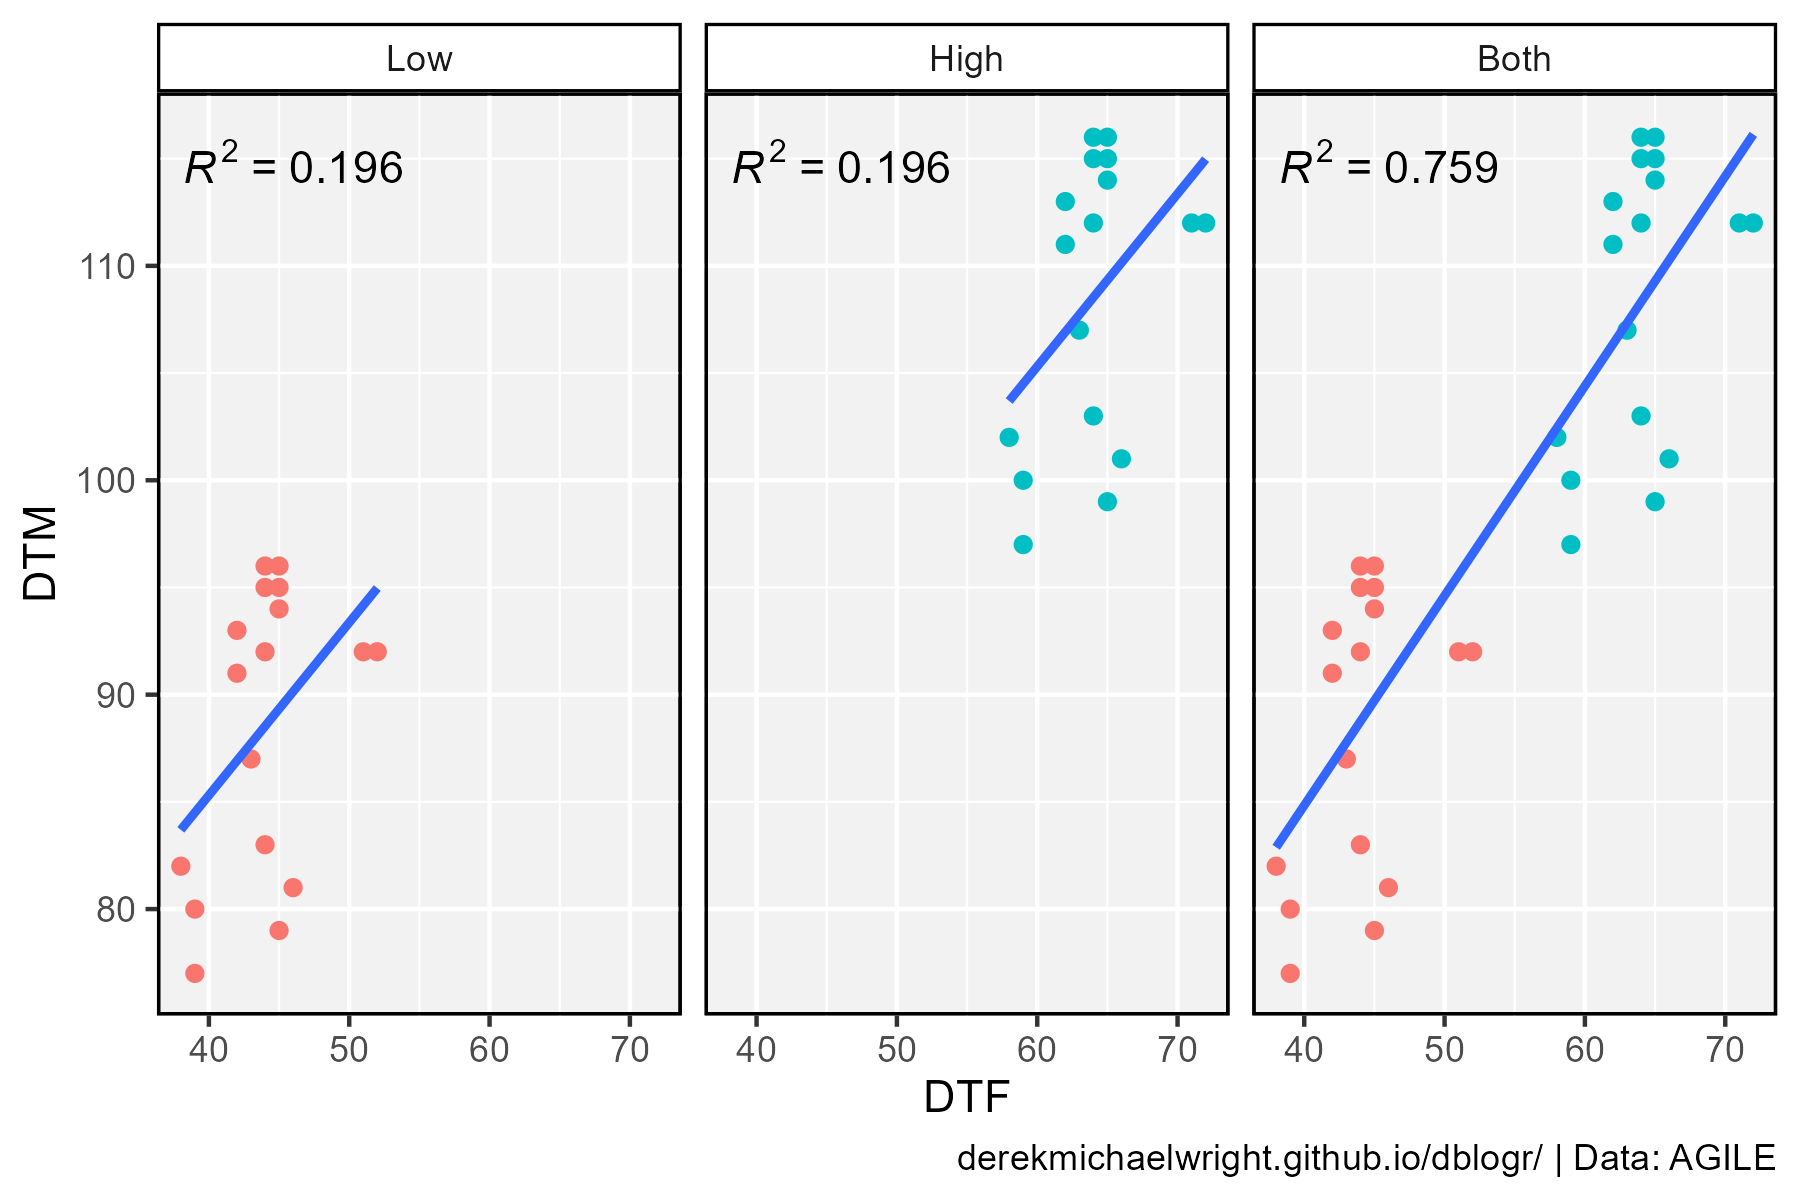 Low High Both
R² = 0.196 R² = 0.196 R² = 0.759
DTM
110
100
90
80
40 50 60 70 40 50 60 70 40 50 60 70
DTF
derekmichaelwright.github.io/dblogr/ | Data: AGILE